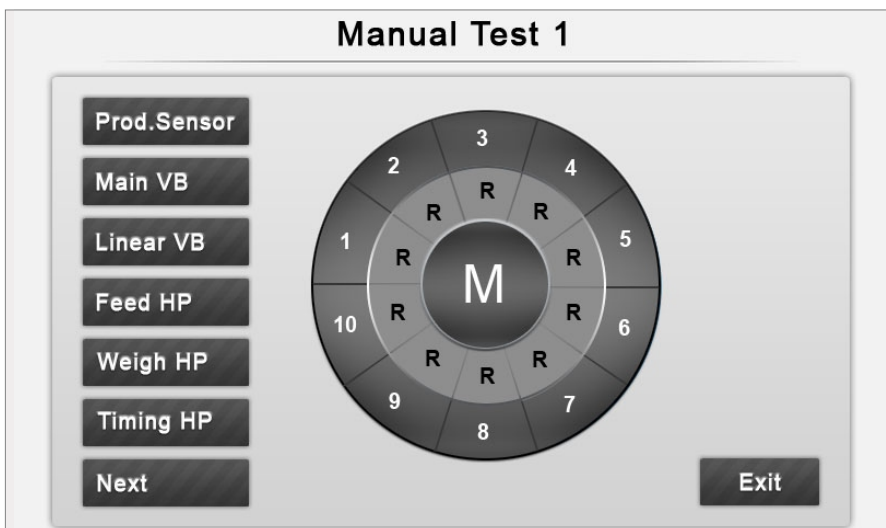 Manual Test 1
Prod.Sensor
Main VB
Linear VB
Feed HP
Weigh HP
Timing HP
Next
1
2
3
4
5
6
7
8
9
10
R
R
R
R
R
R
R
R
R
R
M
Exit